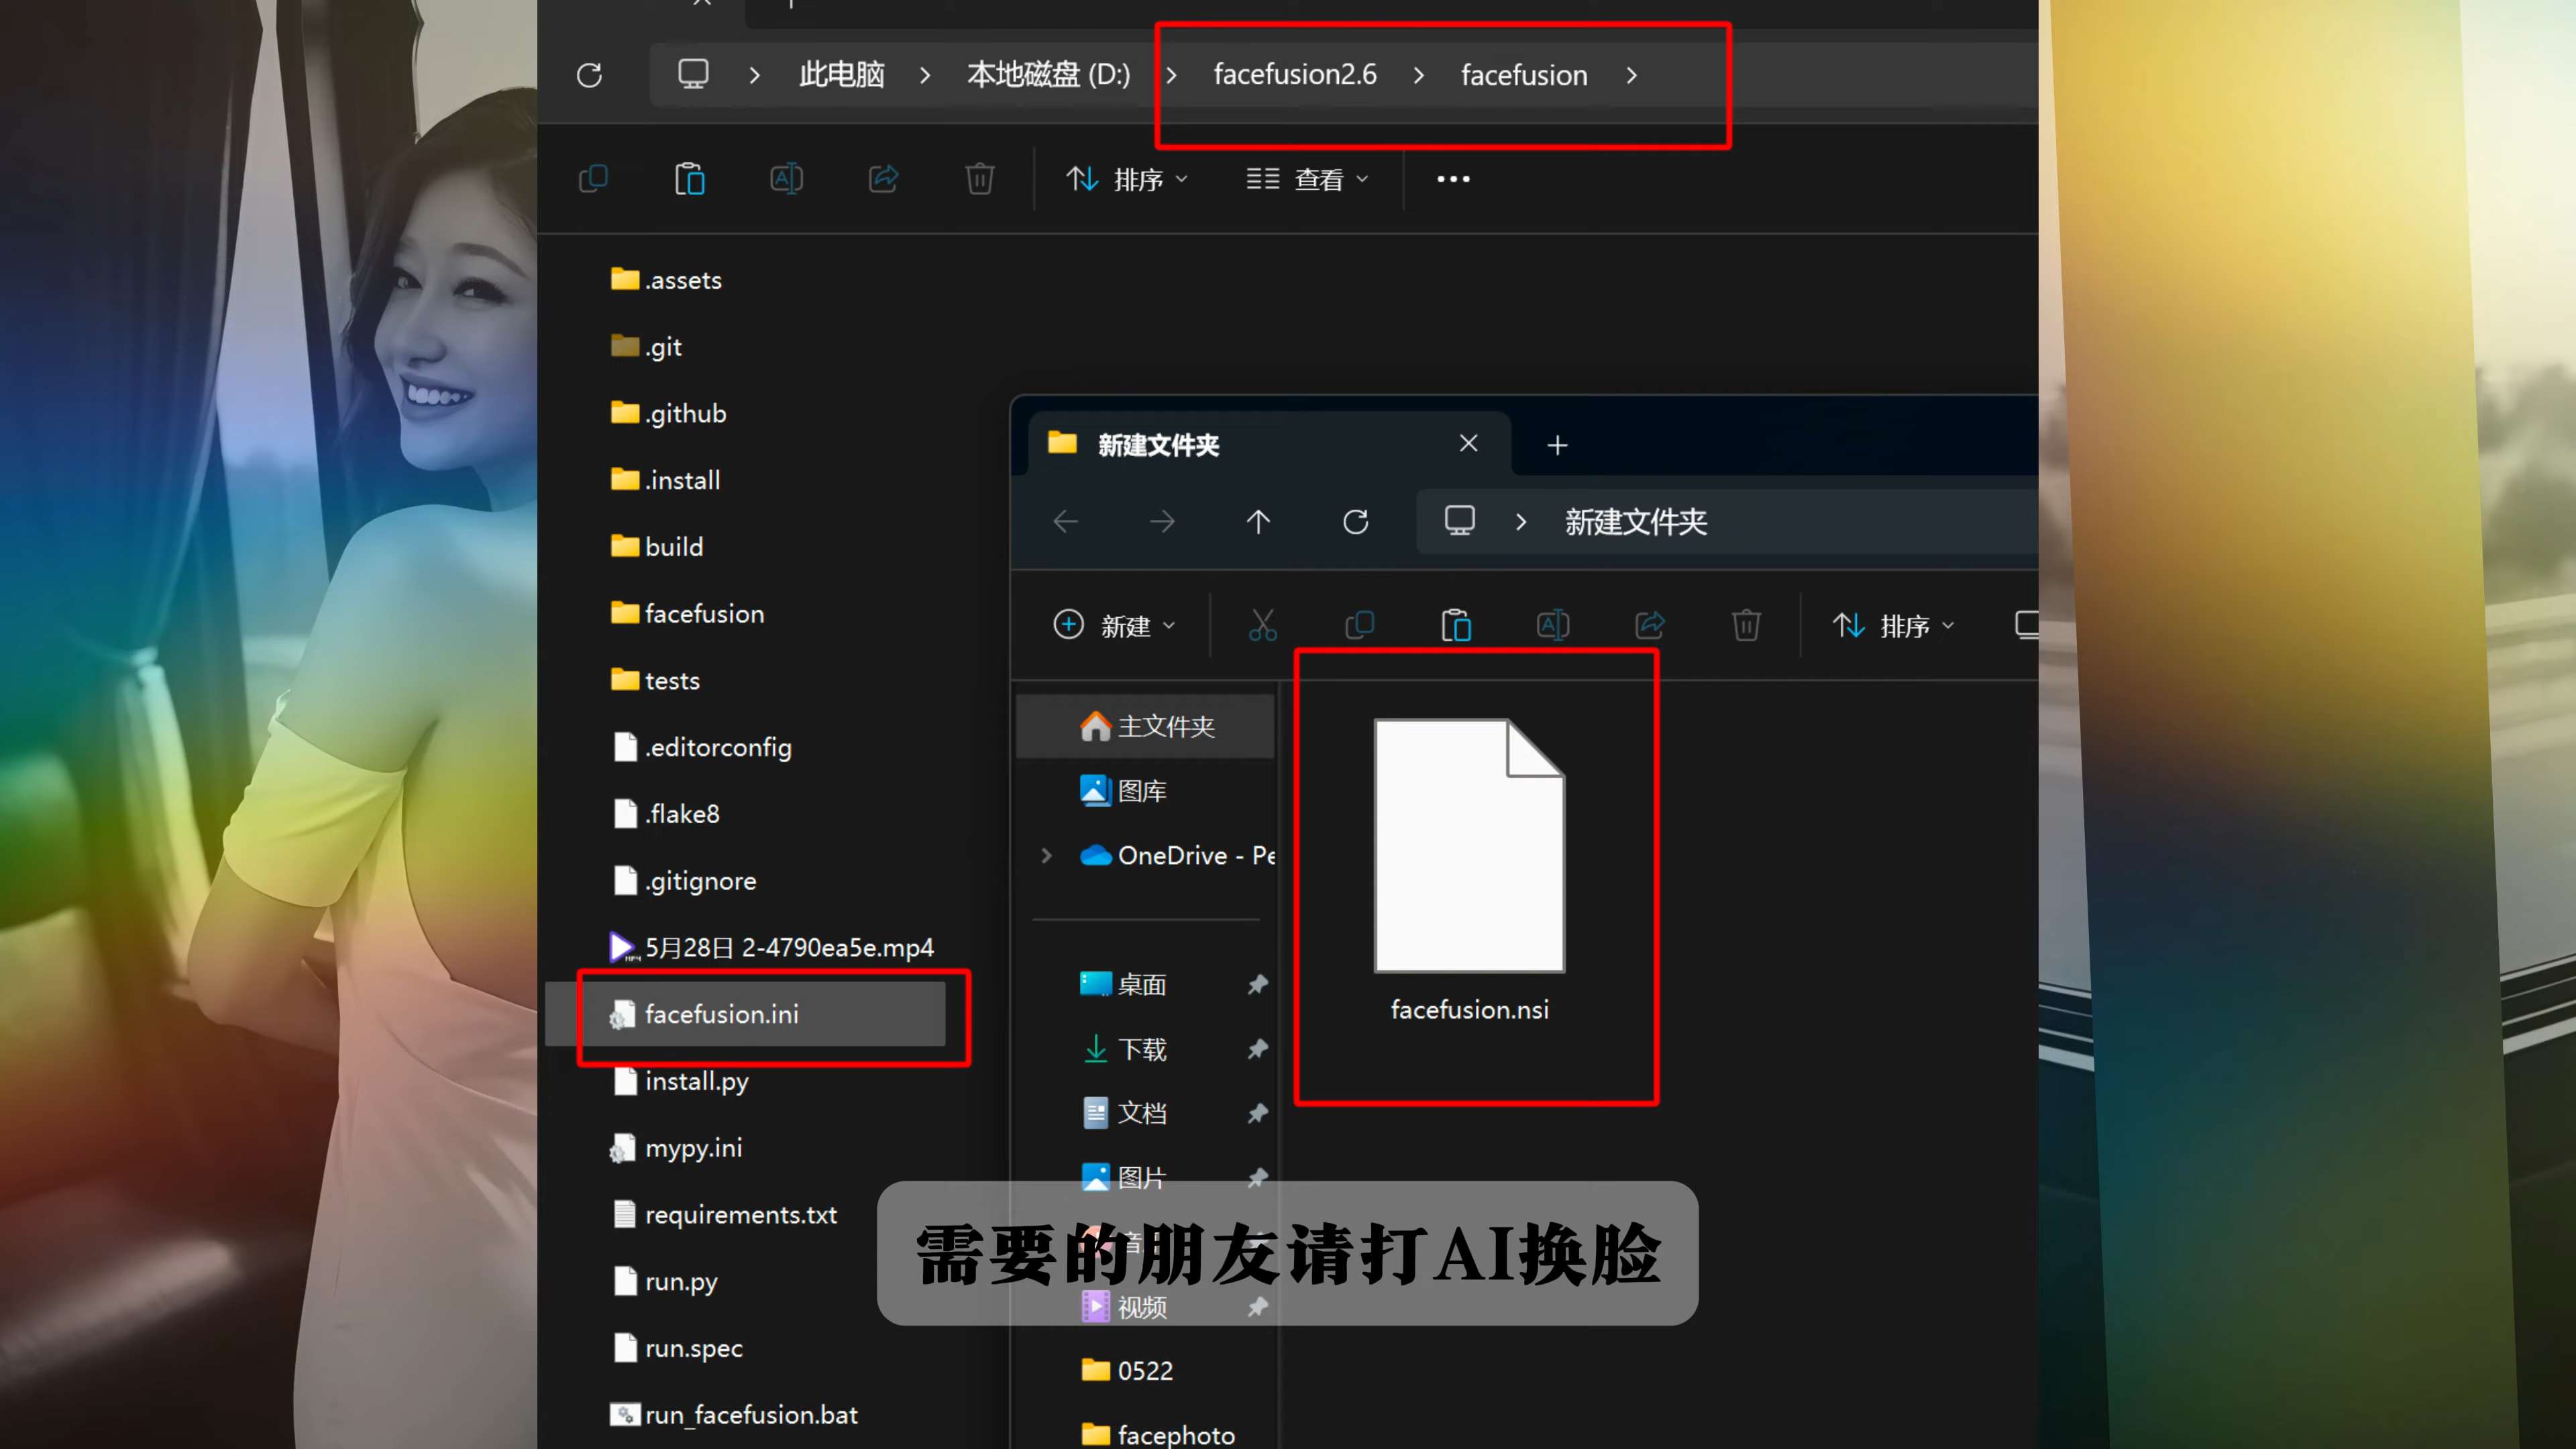 此电脑 本地磁盘 (D:) facefusion2.6 facefusion
排序 查看
.assets
.git
.github
.install
build
facefusion
tests
.editorconfig
.flake8
.gitignore
5月28日 2-4790ea5e.mp4
facefusion.ini
install.py
mypy.ini
requirements.txt
run.py
run.spec
run_facefusion.bat
新建文件夹
新建文件夹
新建 排序
主文件夹
图库
OneDrive - Pe
桌面
下载
文档
图片
视频
0522
facephoto
facefusion.nsi
需要的朋友请打AI换脸